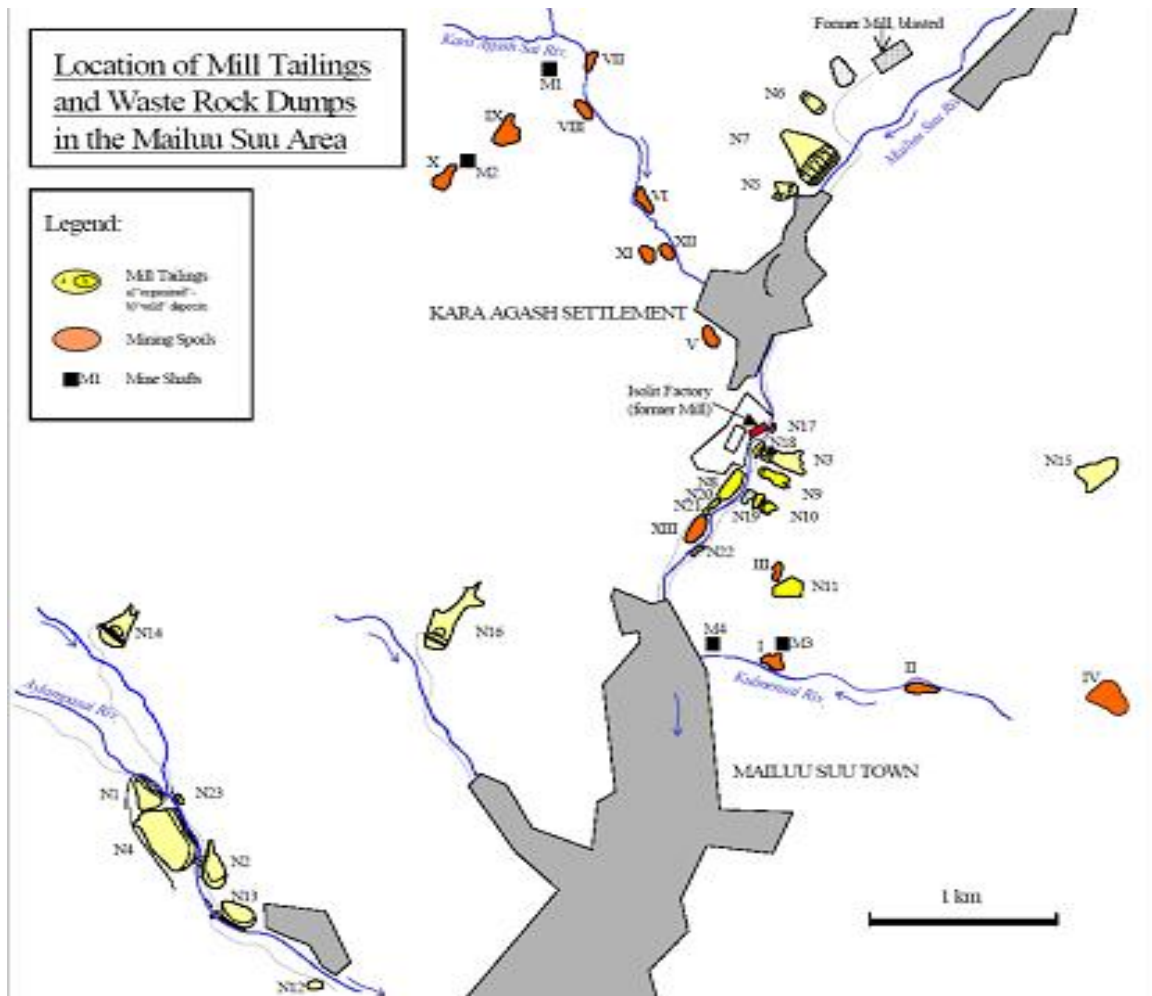 Location of Mill Tailings
and Waste Rock Dumps
in the Mailuu Suu Area
Legend:
Mill Tailings
Mining Spoils
M1 Mine Shafts
Kara Agash Sai Riv.
M1
VII
VIII
IX
X
M2
VI
XI
XII
Former Mill, blasted
N6
N7
N5
Mailuu Suu Riv.
KARA AGASH SETTLEMENT
V
Isolit Factory
(former Mill)
N17
N18
N3
N15
N8
N9
N20
N21
N19
N10
XIII
N22
III
N11
N14
N16
M4
M3
I
II
IV
MAILUU SUU TOWN
N1
N23
N4
N2
N13
N12
1 km